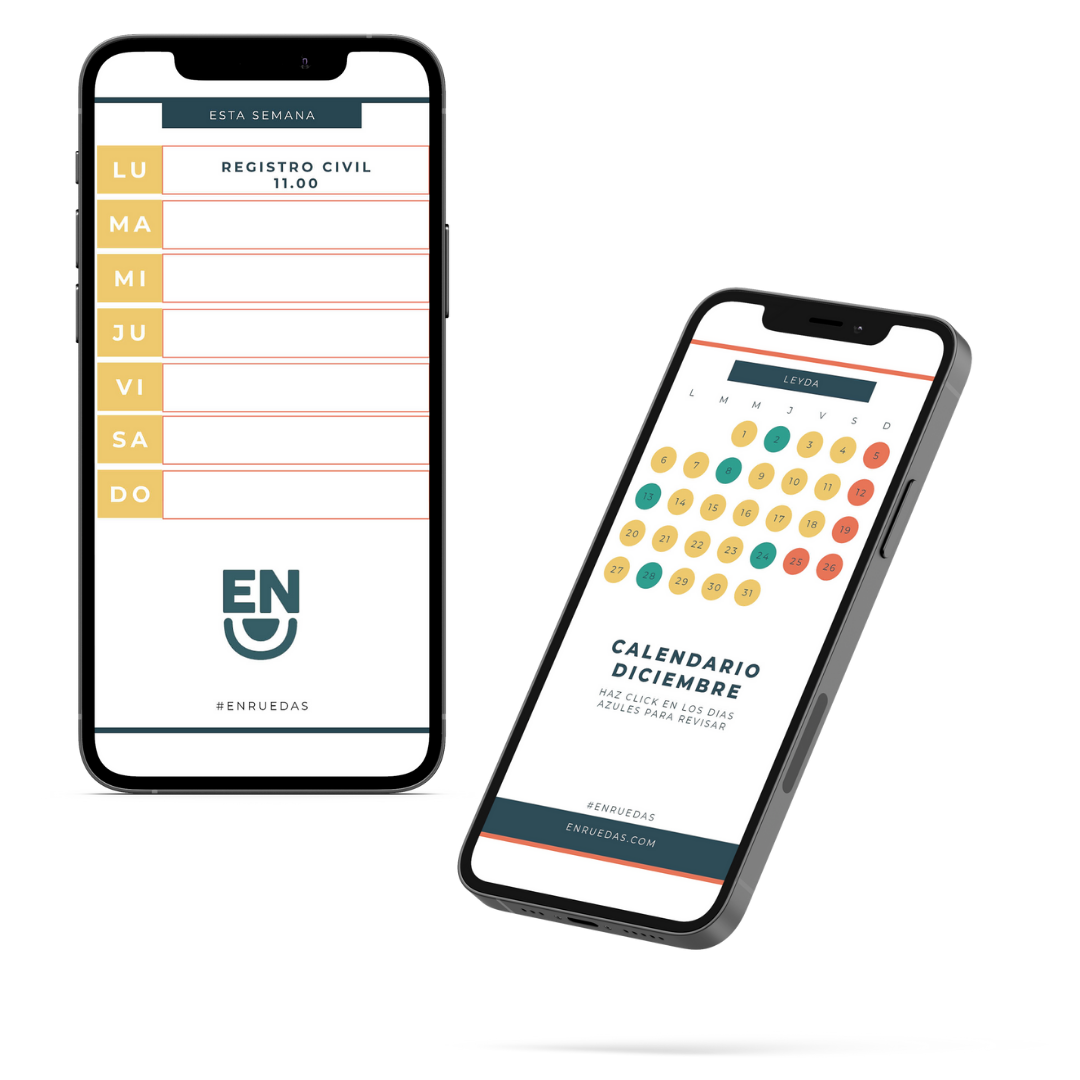 ESTA SEMANA
LU
REGISTRO CIVIL
11.00
MA
MI
JU
VI
SA
DO
EN
#ENRUEDAS
LEYDA
L M M J V S D
1 2 3 4 5
6 7 8 9 10 11 12
13 14 15 16 17 18 19
20 21 22 23 24 25 26
27 28 29 30 31
CALENDARIO
DICIEMBRE
HAZ CLICK EN LOS DIAS
AZULES PARA REVISAR
#ENRUEDAS
ENRUEDAS.COM